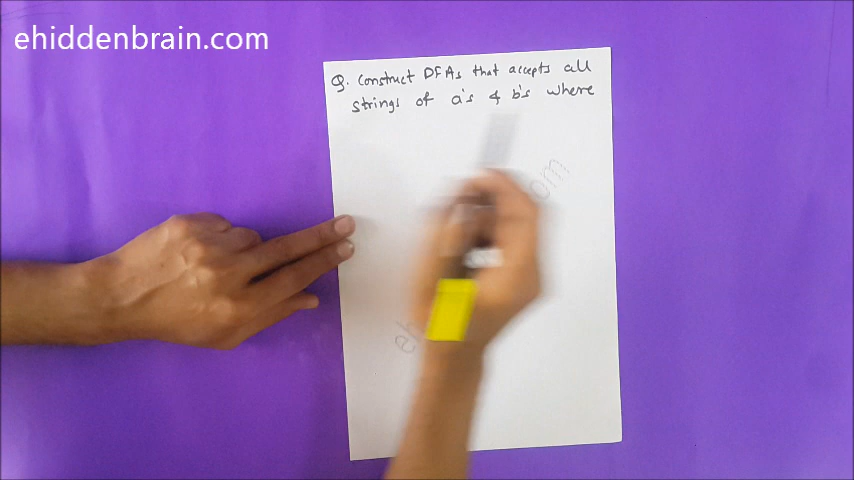 ehiddenbrain.com
Q. Construct DFAs that accepts all
strings of a's & b's where